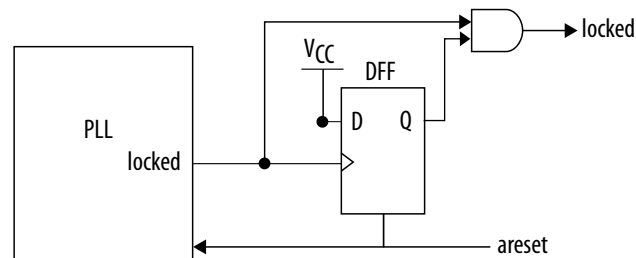 locked
VCC
DFF
PLL
D
Q
locked
areset